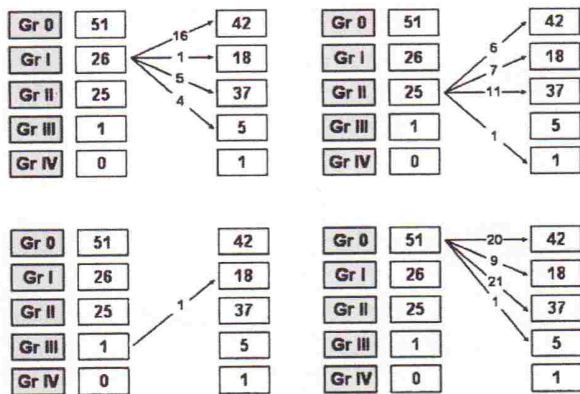 Gr 0 51 16 42
Gr I 26 1 18
Gr II 25 5 37
Gr III 1 4 5
Gr IV 0 1
Gr 0 51 6 42
Gr I 26 7 18
Gr II 25 11 37
Gr III 1 5
Gr IV 0 1 1
Gr 0 51 42
Gr I 26 18
Gr II 25 1 37
Gr III 1 5
Gr IV 0 1
Gr 0 51 20 42
Gr I 26 9 18
Gr II 25 21 37
Gr III 1 1 5
Gr IV 0 1